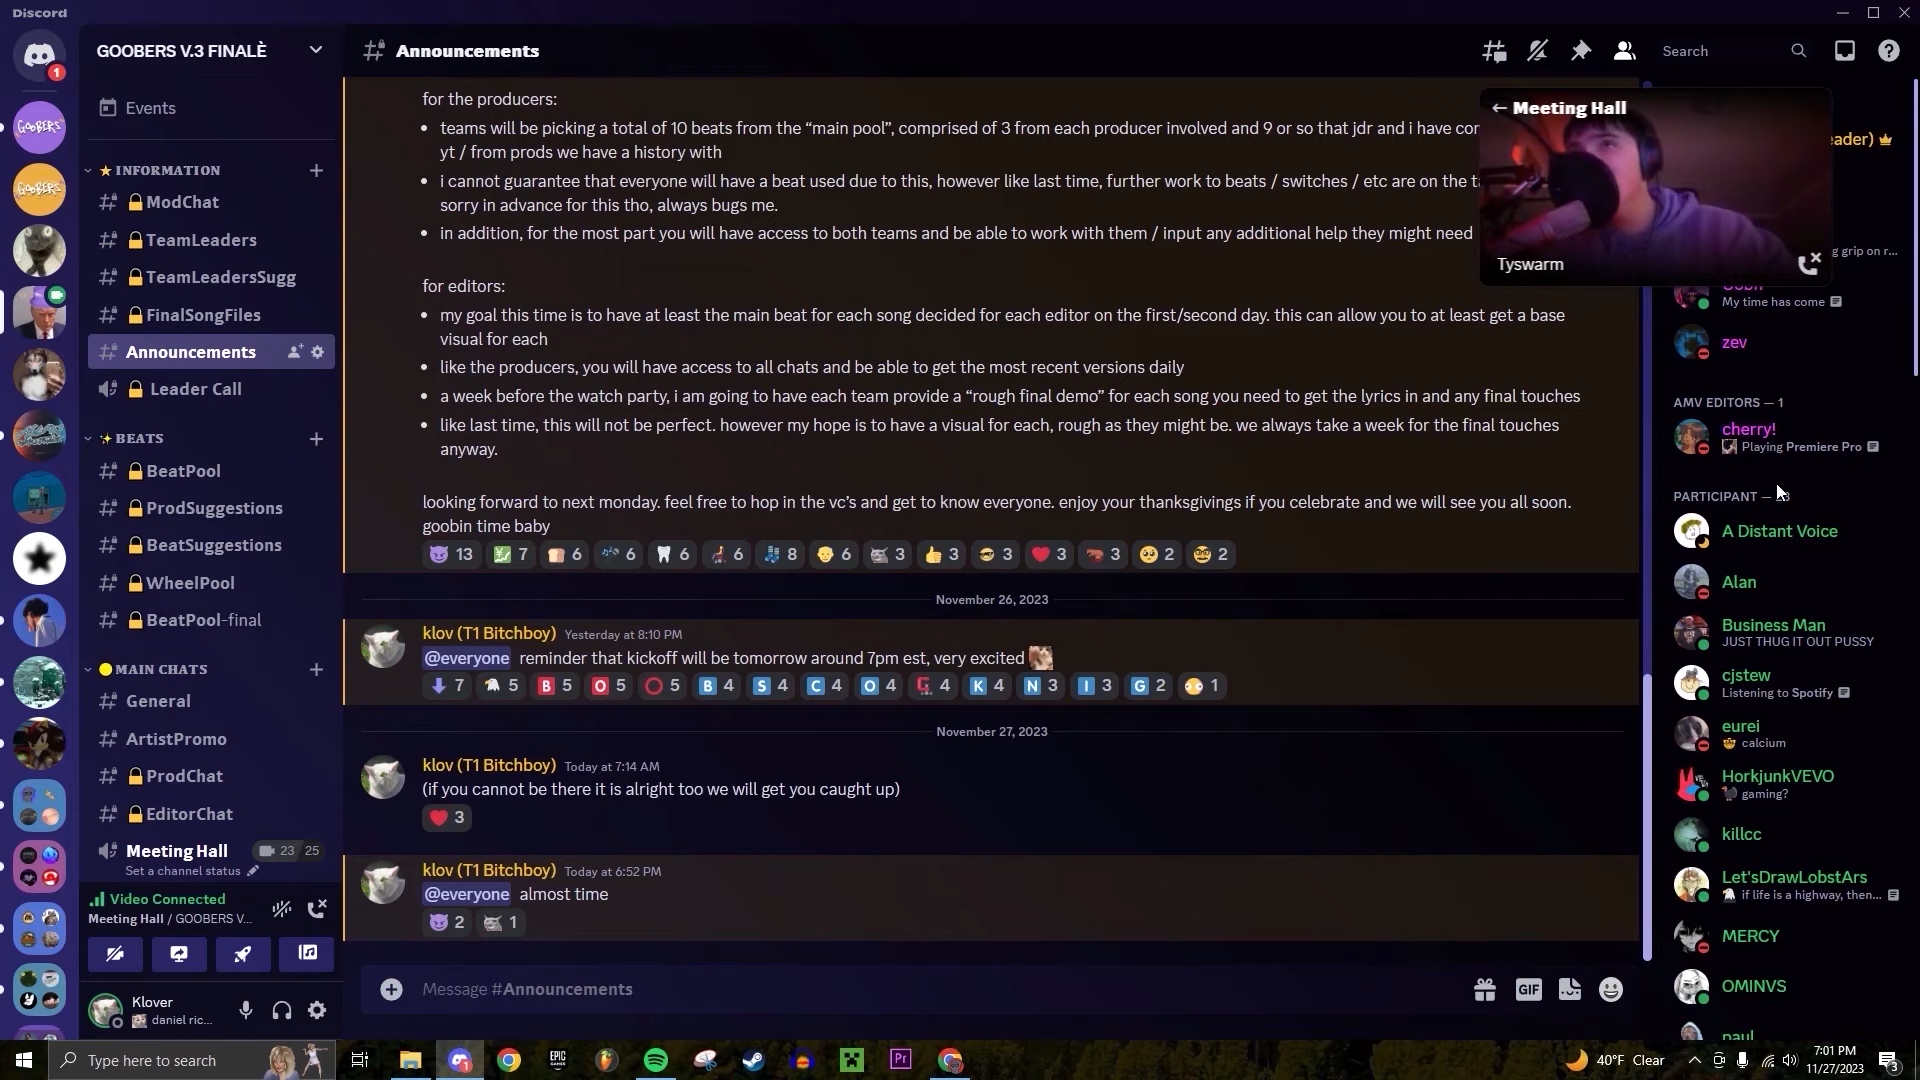 Discord
GOOBERS V.3 FINALÈ
Events
INFORMATION
ModChat
TeamLeaders
TeamLeadersSugg
FinalSongFiles
Announcements
Leader Call
BEATS
BeatPool
ProdSuggestions
BeatSuggestions
WheelPool
BeatPool-final
MAIN CHATS
General
ArtistPromo
ProdChat
EditorChat
Meeting Hall 23 25
Set a channel status
Video Connected
Meeting Hall / GOOBERS V...
Klover
daniel ric...
Announcements
Search
for the producers:
• teams will be picking a total of 10 beats from the “main pool”, comprised of 3 from each producer involved and 9 or so that jdr and i have
yt / from prods we have a history with
• i cannot guarantee that everyone will have a beat used due to this, however like last time, further work to beats / switches / etc are on the
sorry in advance for this tho, always bugs me.
• in addition, for the most part you will have access to both teams and be able to work with them / input any additional help they might need
for editors:
• my goal this time is to have at least the main beat for each song decided for each editor on the first/second day. this can allow you to at least get a base
visual for each
• like the producers, you will have access to all chats and be able to get the most recent versions daily
• a week before the watch party, i am going to have each team provide a “rough final demo” for each song you need to get the lyrics in and any final touches
• like last time, this will not be perfect. however my hope is to have a visual for each, rough as they might be. we always take a week for the final touches
anyway.
looking forward to next monday. feel free to hop in the vc’s and get to know everyone. enjoy your thanksgivings if you celebrate and we will see you all soon.
goobin time baby
13 7 6 6 6 6 8 6 3 3 3 3 3 2 2
November 26, 2023
klov (T1 Bitchboy) Yesterday at 8:10 PM
@everyone reminder that kickoff will be tomorrow around 7pm est, very excited
7 5 B 5 O 5 5 B 4 S 4 C 4 O 4 G 4 K 4 N 3 I 3 G 2 1
November 27, 2023
klov (T1 Bitchboy) Today at 7:14 AM
(if you cannot be there it is alright too we will get you caught up)
3
klov (T1 Bitchboy) Today at 6:52 PM
@everyone almost time
2 1
Message #Announcements
GIF
Meeting Hall
Tyswarm
eader)
g grip on r...
My time has come
zev
AMV EDITORS — 1
cherry!
Playing Premiere Pro
PARTICIPANT —
A Distant Voice
Alan
Business Man
JUST THUG IT OUT PUSSY
cjstew
Listening to Spotify
eurei
calcium
HorkjunkVEVO
gaming?
killcc
Let'sDrawLobstArs
if life is a highway, then...
MERCY
OMINVS
paul
Type here to search
EPIC GAMES
Pr
40°F Clear
7:01 PM
11/27/2023
3